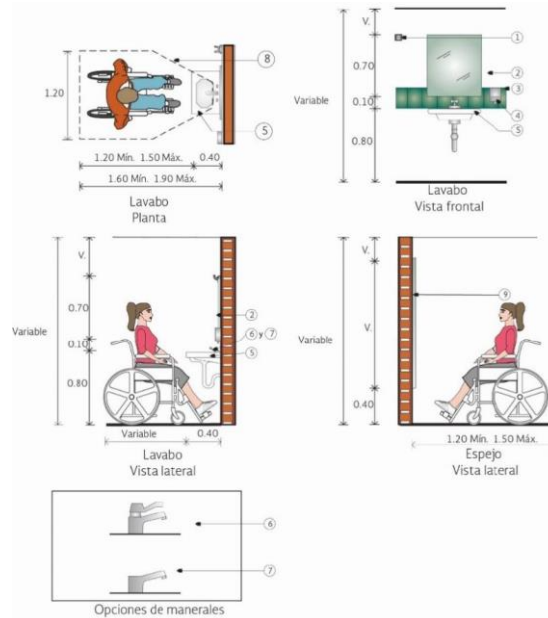 1.20
8
5
1.20 Mín. 1.50 Máx.
0.40
1.60 Mín. 1.90 Máx.
Lavabo
Planta
Variable
V.
0.70
0.10
0.80
1
2
3
4
5
Lavabo
Vista frontal
Variable
V.
0.70
0.10
0.80
2
6 y 7
5
Variable
0.40
Lavabo
Vista lateral
Variable
V.
V.
0.40
9
1.20 Mín. 1.50 Máx.
Espejo
Vista lateral
6
7
Opciones de manerales